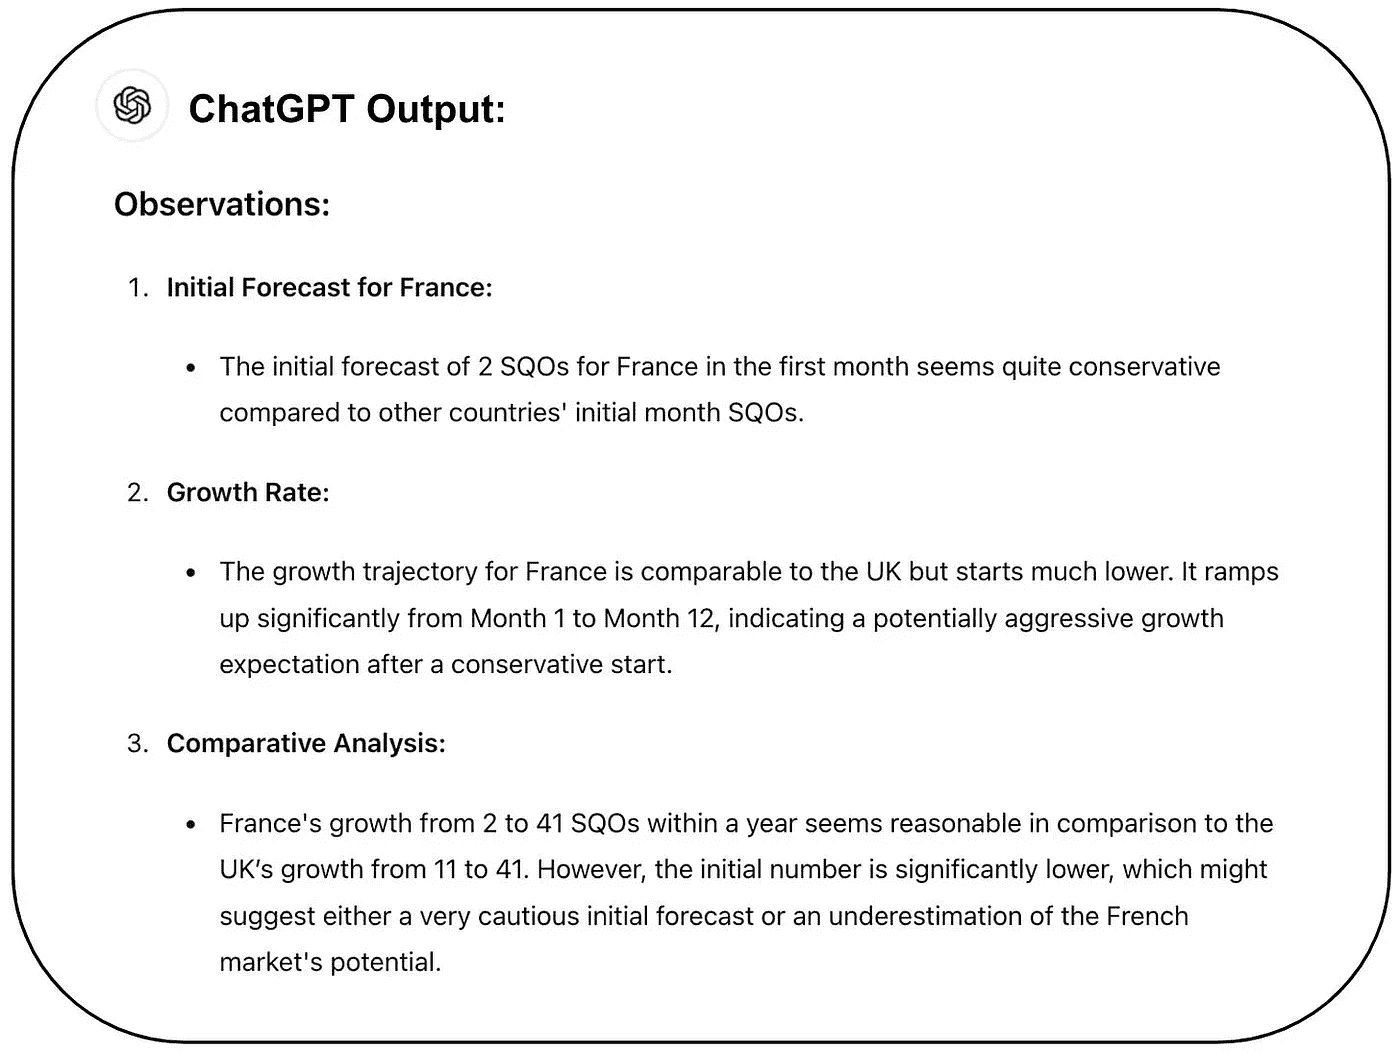 ChatGPT Output:
Observations:
1. Initial Forecast for France:
• The initial forecast of 2 SQOs for France in the first month seems quite conservative
compared to other countries' initial month SQOs.
2. Growth Rate:
• The growth trajectory for France is comparable to the UK but starts much lower. It ramps
up significantly from Month 1 to Month 12, indicating a potentially aggressive growth
expectation after a conservative start.
3. Comparative Analysis:
• France's growth from 2 to 41 SQOs within a year seems reasonable in comparison to the
UK’s growth from 11 to 41. However, the initial number is significantly lower, which might
suggest either a very cautious initial forecast or an underestimation of the French
market's potential.